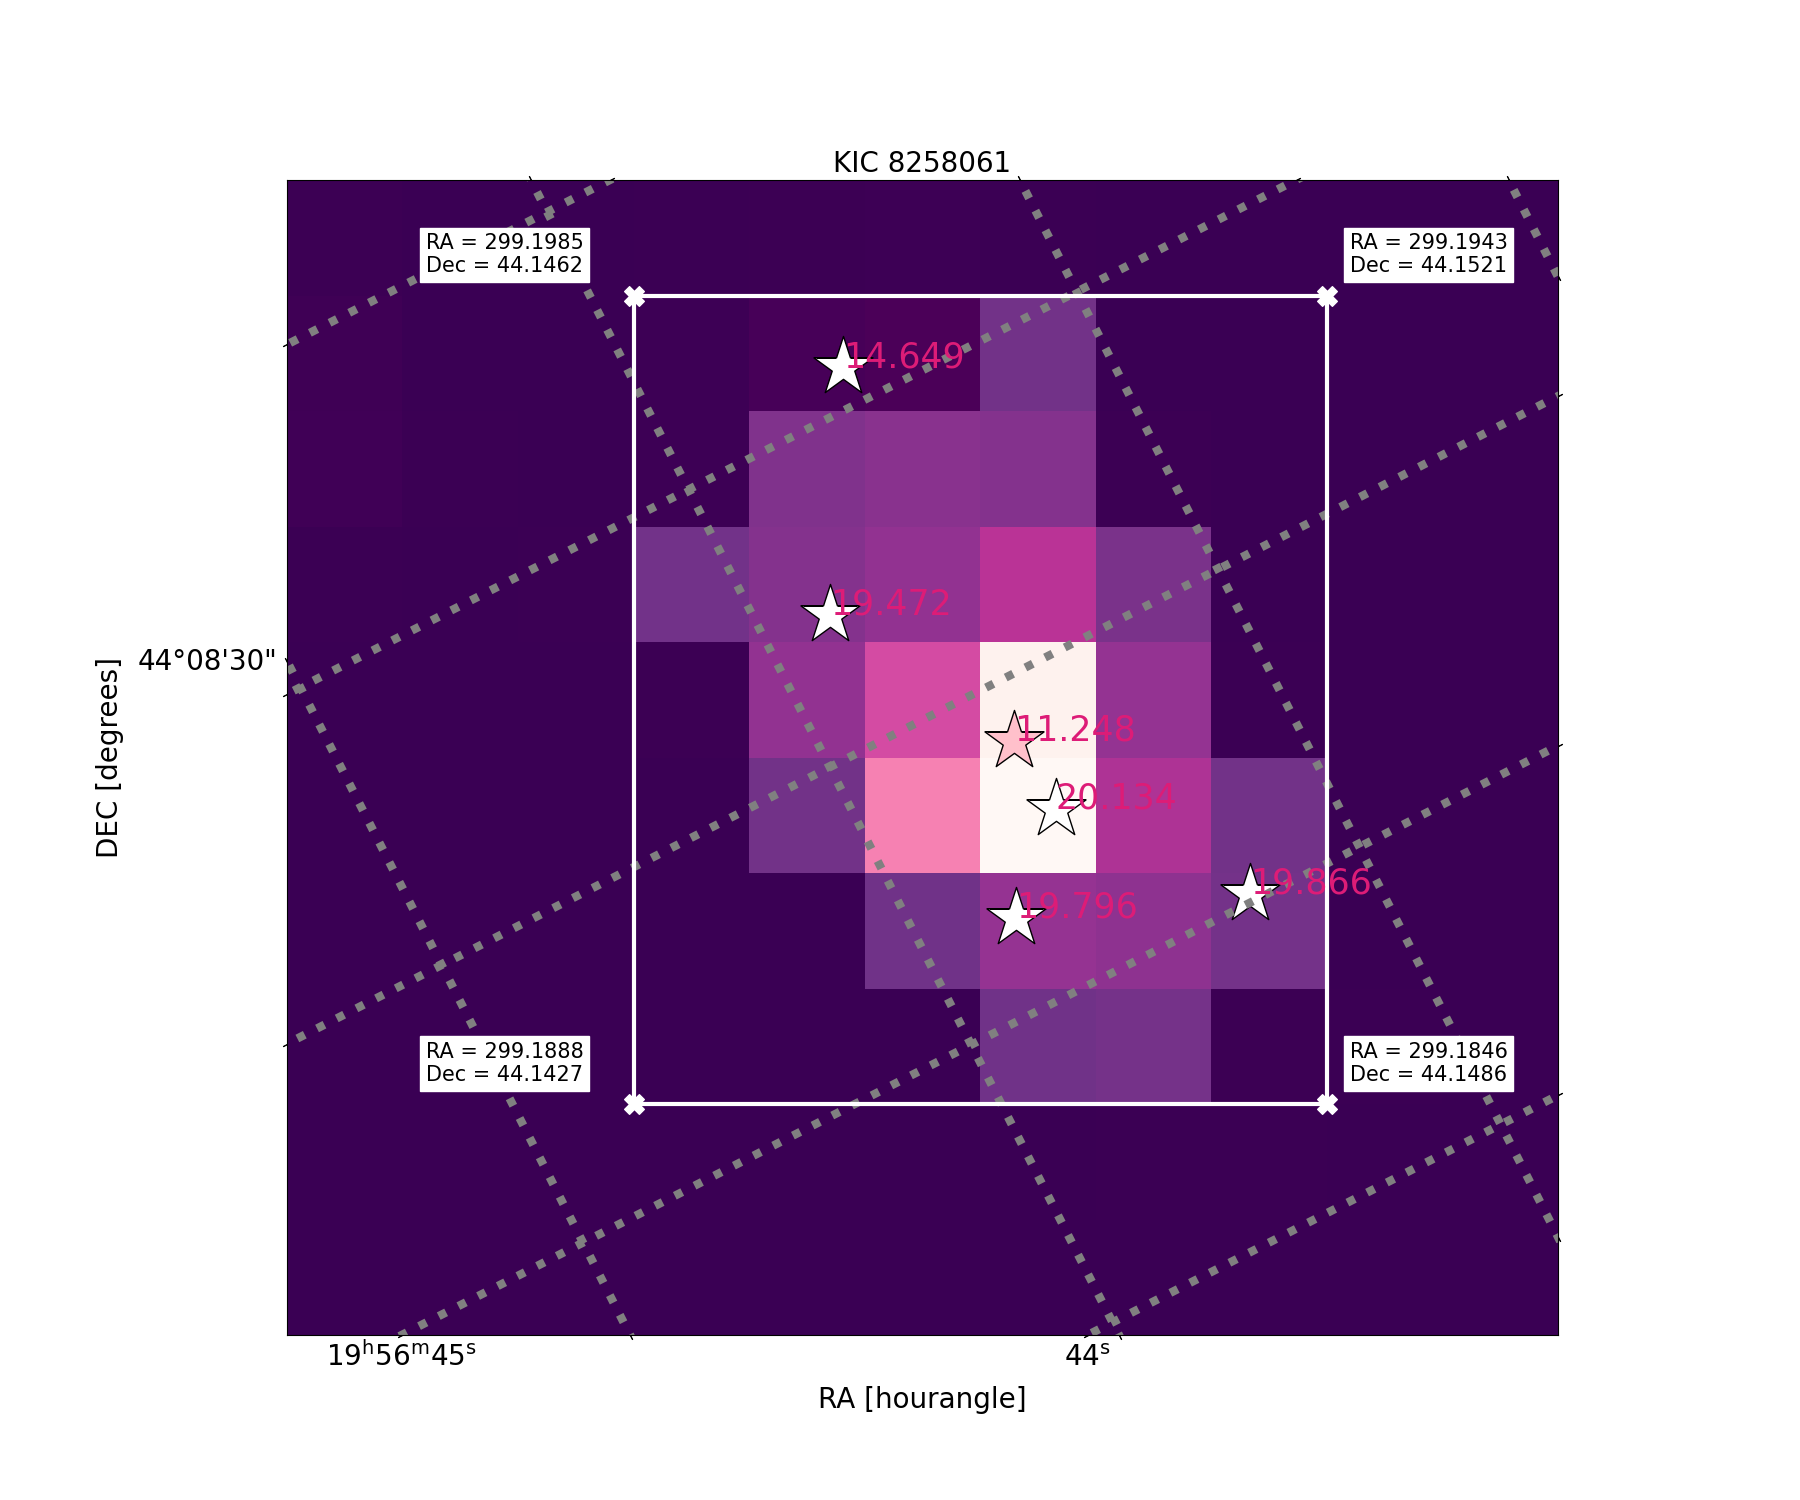 KIC 8258061
RA = 299.1985
Dec = 44.1462
RA = 299.1943
Dec = 44.1521
14.649
19.472
44°08'30"
11.248
20.134
19.866
19.796
DEC [degrees]
RA = 299.1888
Dec = 44.1427
RA = 299.1846
Dec = 44.1486
19ʰ56ᵐ45ˢ
44ˢ
RA [hourangle]